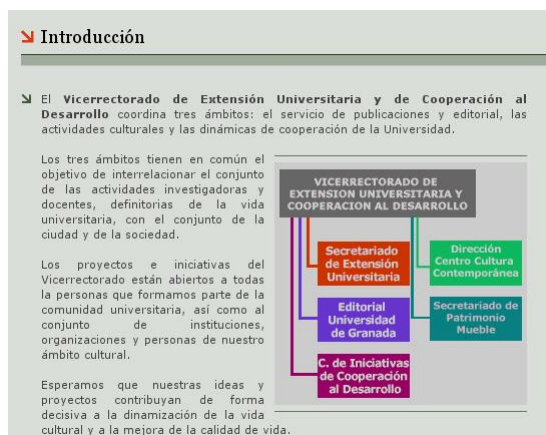 Introducción
El Vicerrectorado de Extensión Universitaria y de Cooperación al
Desarrollo coordina tres ámbitos: el servicio de publicaciones y editorial, las
actividades culturales y las dinámicas de cooperación de la Universidad.
Los tres ámbitos tienen en común el
objetivo de interrelacionar el conjunto
de las actividades investigadoras y
docentes, definitorias de la vida
universitaria, con el conjunto de la
ciudad y de la sociedad.
Los proyectos e iniciativas del
Vicerrectorado están abiertos a todas
la personas que formamos parte de la
comunidad universitaria, así como al
conjunto de instituciones,
organizaciones y personas de nuestro
ámbito cultural.
Esperamos que nuestras ideas y
proyectos contribuyan de forma
decisiva a la dinamización de la vida
cultural y a la mejora de la calidad de vida.
VICERRECTORADO DE
EXTENSION UNIVERSITARIA Y
COOPERACION AL DESARROLLO
Secretariado
de Extensión
Universitaria
Dirección
Centro Cultura
Contemporánea
Editorial
Universidad
de Granada
Secretariado de
Patrimonio
Mueble
C. de Iniciativas
de Cooperación
al Desarrollo